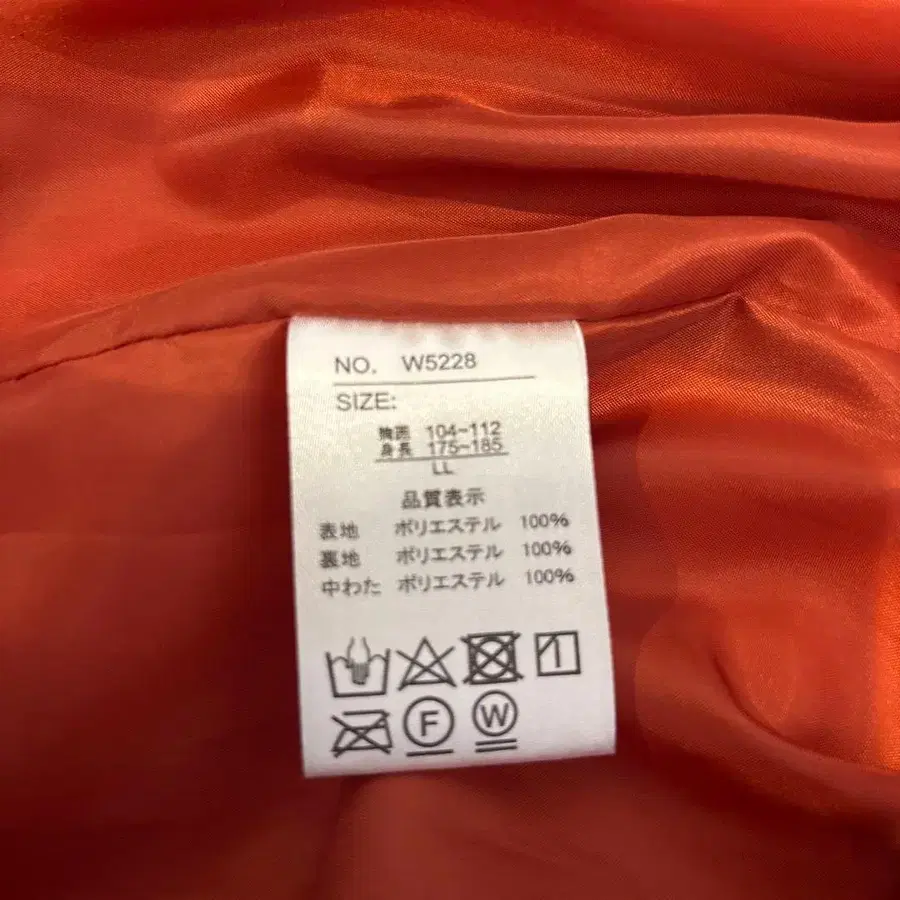 NO. W5228
SIZE:
胸囲 104~112
身長 175~185
LL
品質表示
表地 ポリエステル 100%
裏地 ポリエステル 100%
中わた ポリエステル 100%
F W